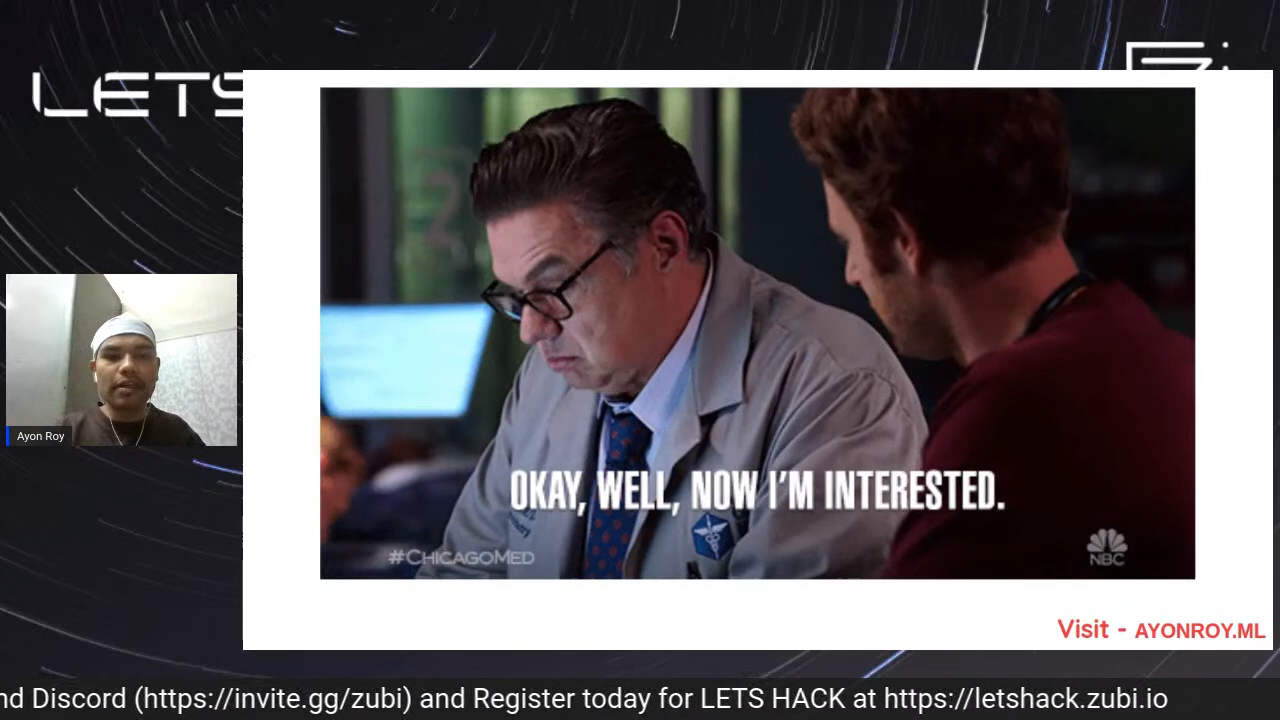 LETS
Ayon Roy
OKAY, WELL, NOW I'M INTERESTED.
#CHICAGOMED
NBC
Visit - AYONROY.ML
nd Discord (https://invite.gg/zubi) and Register today for LETS HACK at https://letshack.zubi.io